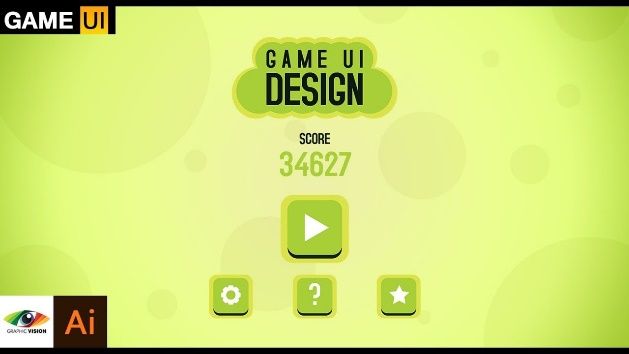 GAME UI
GAME UI
DESIGN
SCORE
34627
?
GRAPHIC VISION
Ai